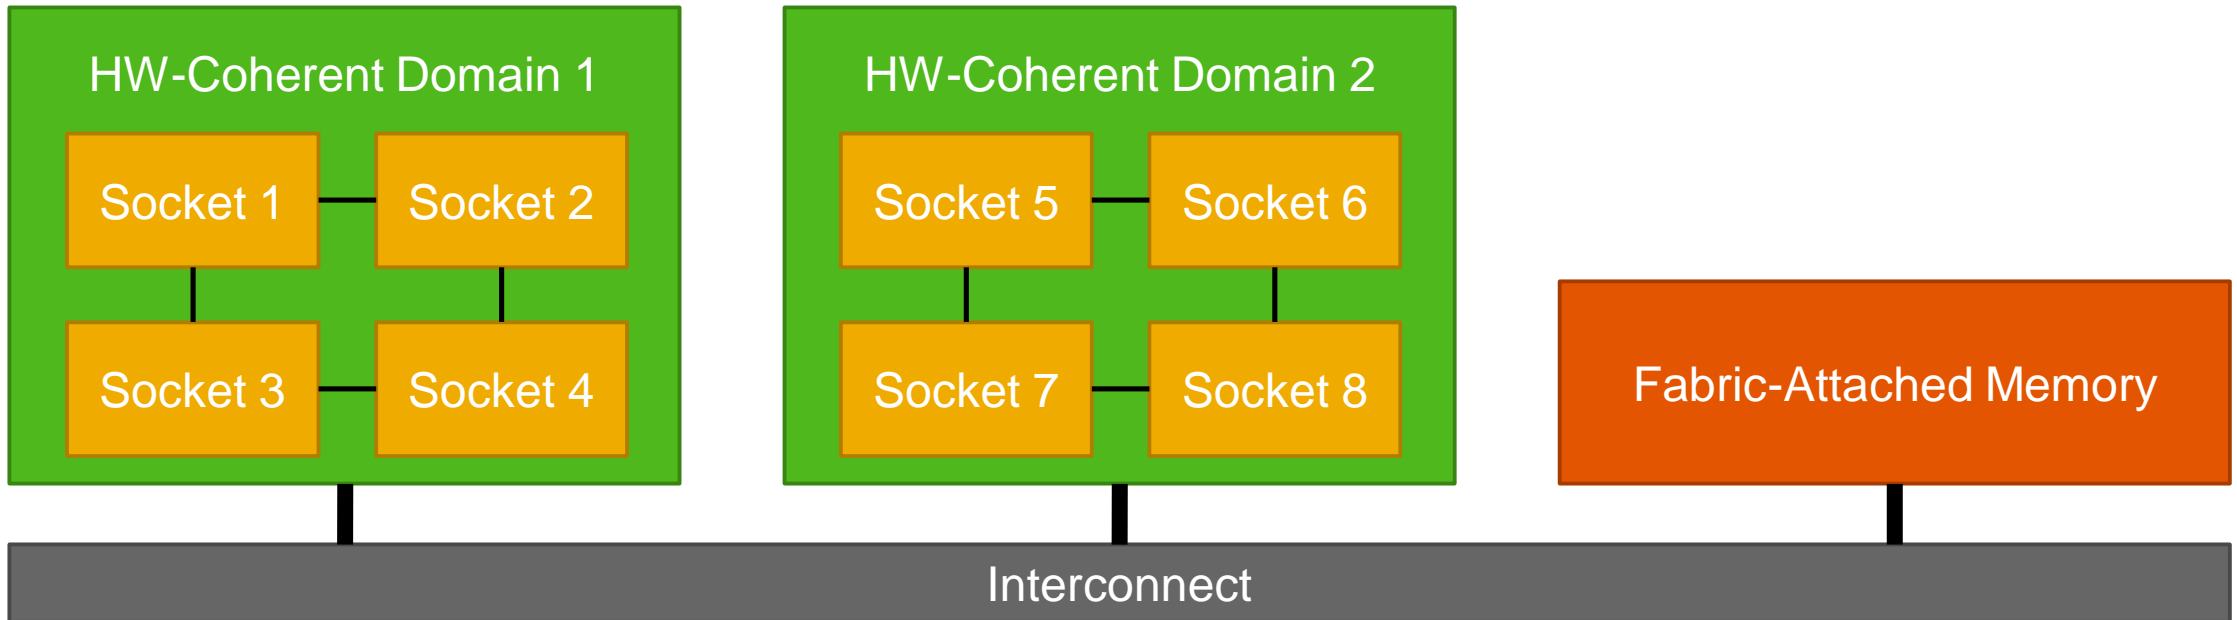 HW-Coherent Domain 1
Socket 1
Socket 2
Socket 3
Socket 4
HW-Coherent Domain 2
Socket 5
Socket 6
Socket 7
Socket 8
Fabric-Attached Memory
Interconnect